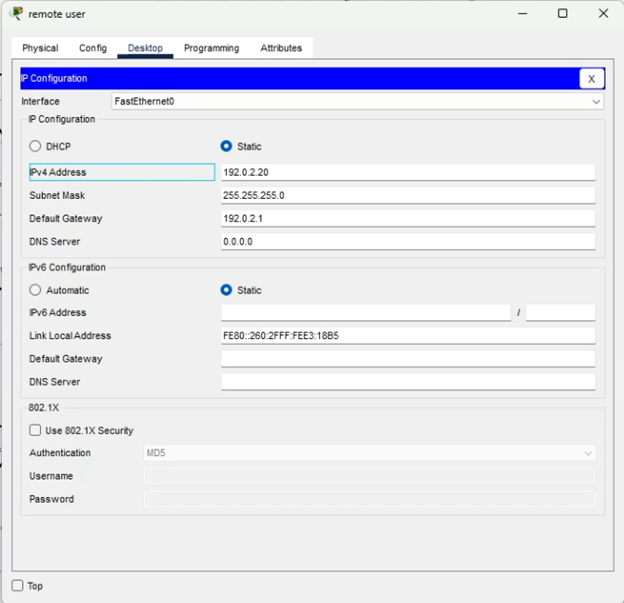 remote user
Physical Config Desktop Programming Attributes
IP Configuration X
Interface FastEthernet0
IP Configuration
DHCP Static
IPv4 Address 192.0.2.20
Subnet Mask 255.255.255.0
Default Gateway 192.0.2.1
DNS Server 0.0.0.0
IPv6 Configuration
Automatic Static
IPv6 Address /
Link Local Address FE80::260:2FFF:FEE3:18B5
Default Gateway
DNS Server
802.1X
Use 802.1X Security
Authentication MD5
Username
Password
Top